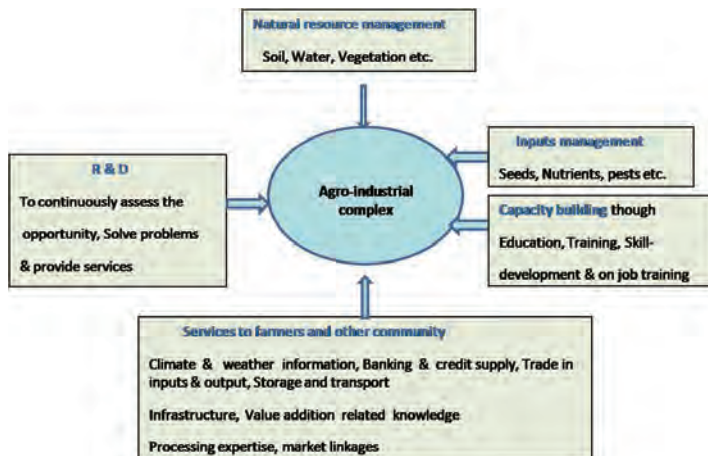 Natural resource management
Soil, Water, Vegetation etc.
Inputs management
Seeds, Nutrients, pests etc.
R & D
To continuously assess the
opportunity, Solve problems
& provide services
Agro-industrial
complex
Capacity building though
Education, Training, Skill-
development & on job training
Services to farmers and other community
Climate & weather information, Banking & credit supply, Trade in
inputs & output, Storage and transport
Infrastructure, Value addition related knowledge
Processing expertise, market linkages